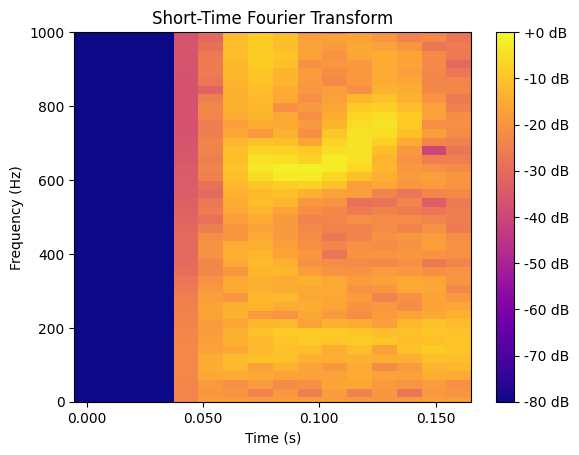 Short-Time Fourier Transform
1000
800
600
400
200
0
Frequency (Hz)
0.000
0.050
0.100
0.150
Time (s)
+0 dB
-10 dB
-20 dB
-30 dB
-40 dB
-50 dB
-60 dB
-70 dB
-80 dB